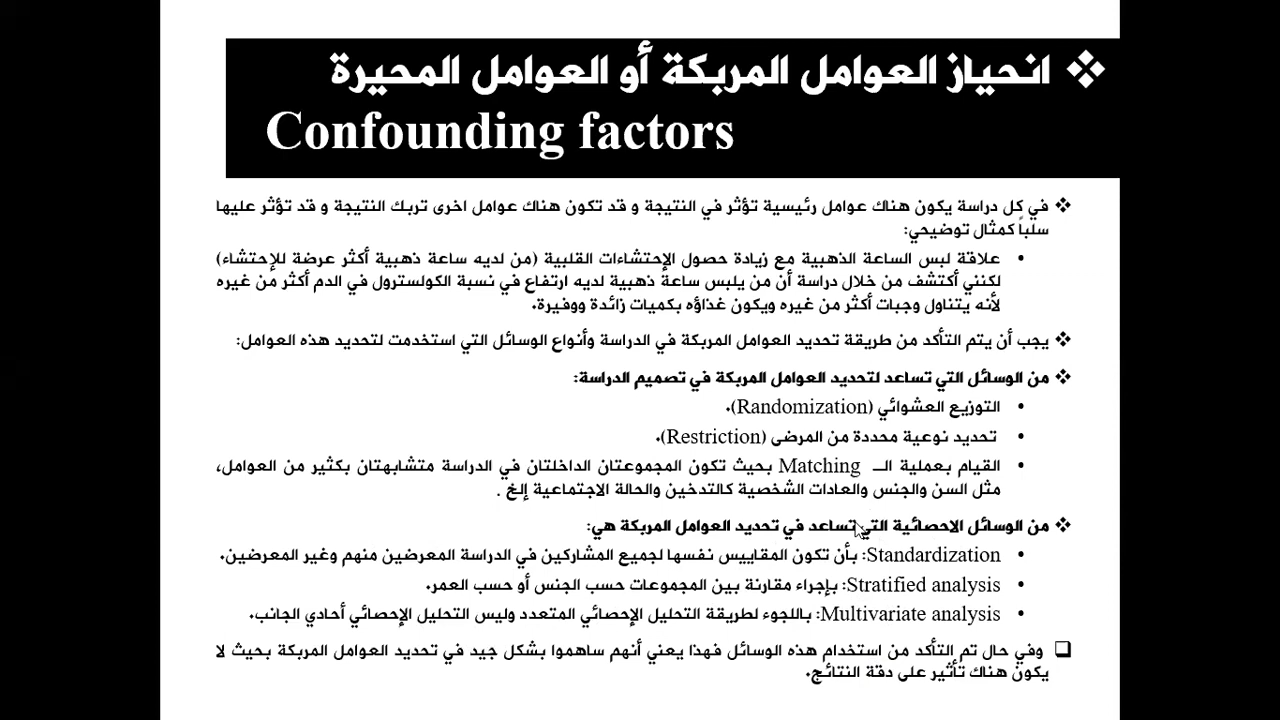 ❖ انحياز العوامل المربكة أو العوامل المحيرة
Confounding factors
❖ في كل دراسة يكون هناك عوامل رئيسية تؤثر في النتيجة و قد تكون هناك عوامل اخرى تربك النتيجة و قد تؤثر عليها
سلباً كمثال توضيحي:
• علاقة لبس الساعة الذهبية مع زيادة حصول الإحتشاءات القلبية (من لديه ساعة ذهبية أكثر عرضة للإحتشاء)
لكنني أكتشف من خلال دراسة أن من يلبس ساعة ذهبية لديه ارتفاع في نسبة الكولسترول في الدم أكثر من غيره
لأنه يتناول وجبات أكثر من غيره ويكون غذاؤه بكميات زائدة ووفيرة.
❖ يجب أن يتم التأكد من طريقة تحديد العوامل المربكة في الدراسة وأنواع الوسائل التي استخدمت لتحديد هذه العوامل:
❖ من الوسائل التي تساعد لتحديد العوامل المربكة في تصميم الدراسة:
• التوزيع العشوائي (Randomization).
• تحديد نوعية محددة من المرضى (Restriction).
• القيام بعملية الــ Matching بحيث تكون المجموعتان الداخلتان في الدراسة متشابهتان بكثير من العوامل،
مثل السن والجنس والعادات الشخصية كالتدخين والحالة الاجتماعية إلخ .
❖ من الوسائل الاحصائية التي تساعد في تحديد العوامل المربكة هي:
• Standardization: بأن تكون المقاييس نفسها لجميع المشاركين في الدراسة المعرضين منهم وغير المعرضين.
• Stratified analysis: بإجراء مقارنة بين المجموعات حسب الجنس أو حسب العمر.
• Multivariate analysis: باللجوء لطريقة التحليل الإحصائي المتعدد وليس التحليل الإحصائي أحادي الجانب.
❑ وفي حال تم التأكد من استخدام هذه الوسائل فهذا يعني أنهم ساهموا بشكل جيد في تحديد العوامل المربكة بحيث لا
يكون هناك تأثير على دقة النتائج.